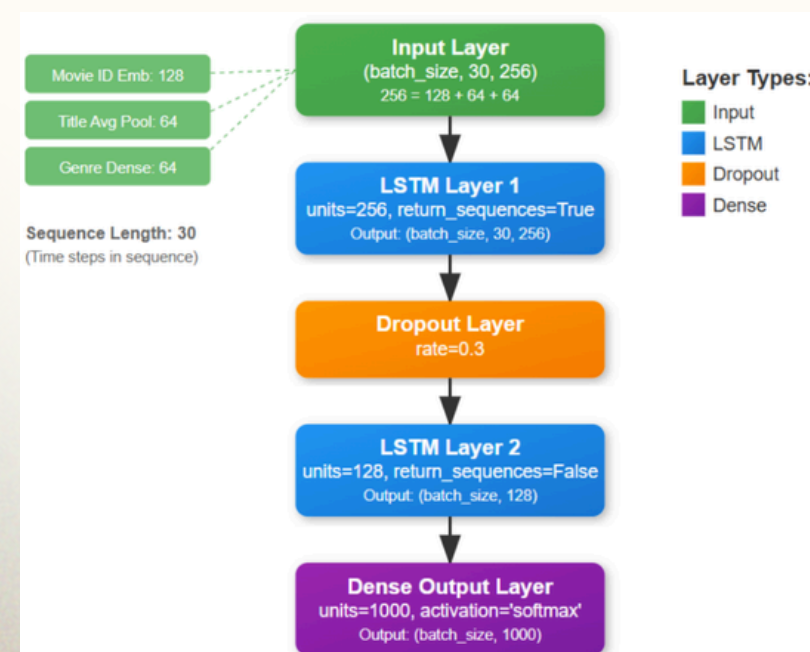 Movie ID Emb: 128
Title Avg Pool: 64
Genre Dense: 64
Sequence Length: 30
(Time steps in sequence)
Input Layer
(batch_size, 30, 256)
256 = 128 + 64 + 64
LSTM Layer 1
units=256, return_sequences=True
Output: (batch_size, 30, 256)
Dropout Layer
rate=0.3
LSTM Layer 2
units=128, return_sequences=False
Output: (batch_size, 128)
Dense Output Layer
units=1000, activation='softmax'
Output: (batch_size, 1000)
Layer Types:
Input
LSTM
Dropout
Dense